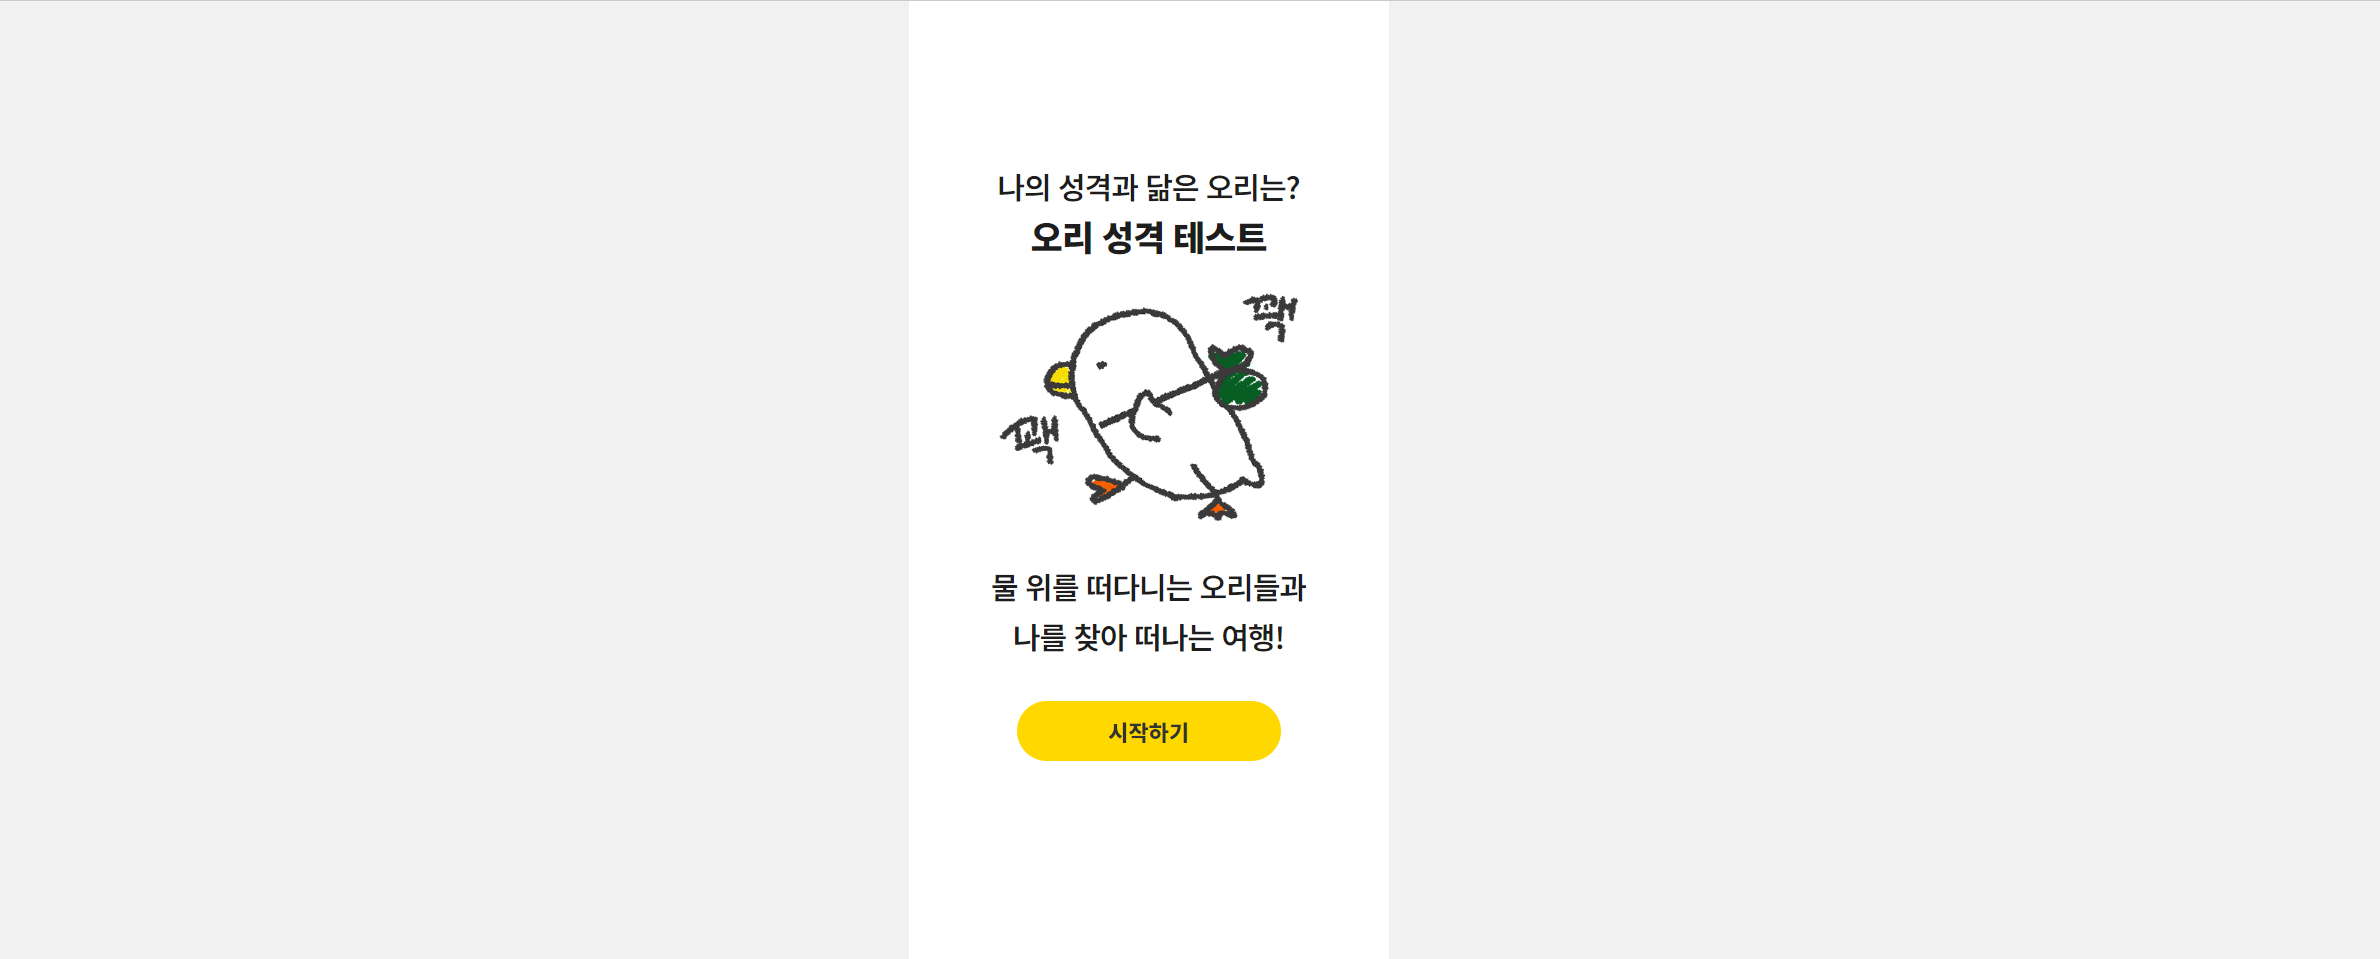 나의 성격과 닮은 오리는?
오리 성격 테스트
꽥
꽥
물 위를 떠다니는 오리들과
나를 찾아 떠나는 여행!
시작하기